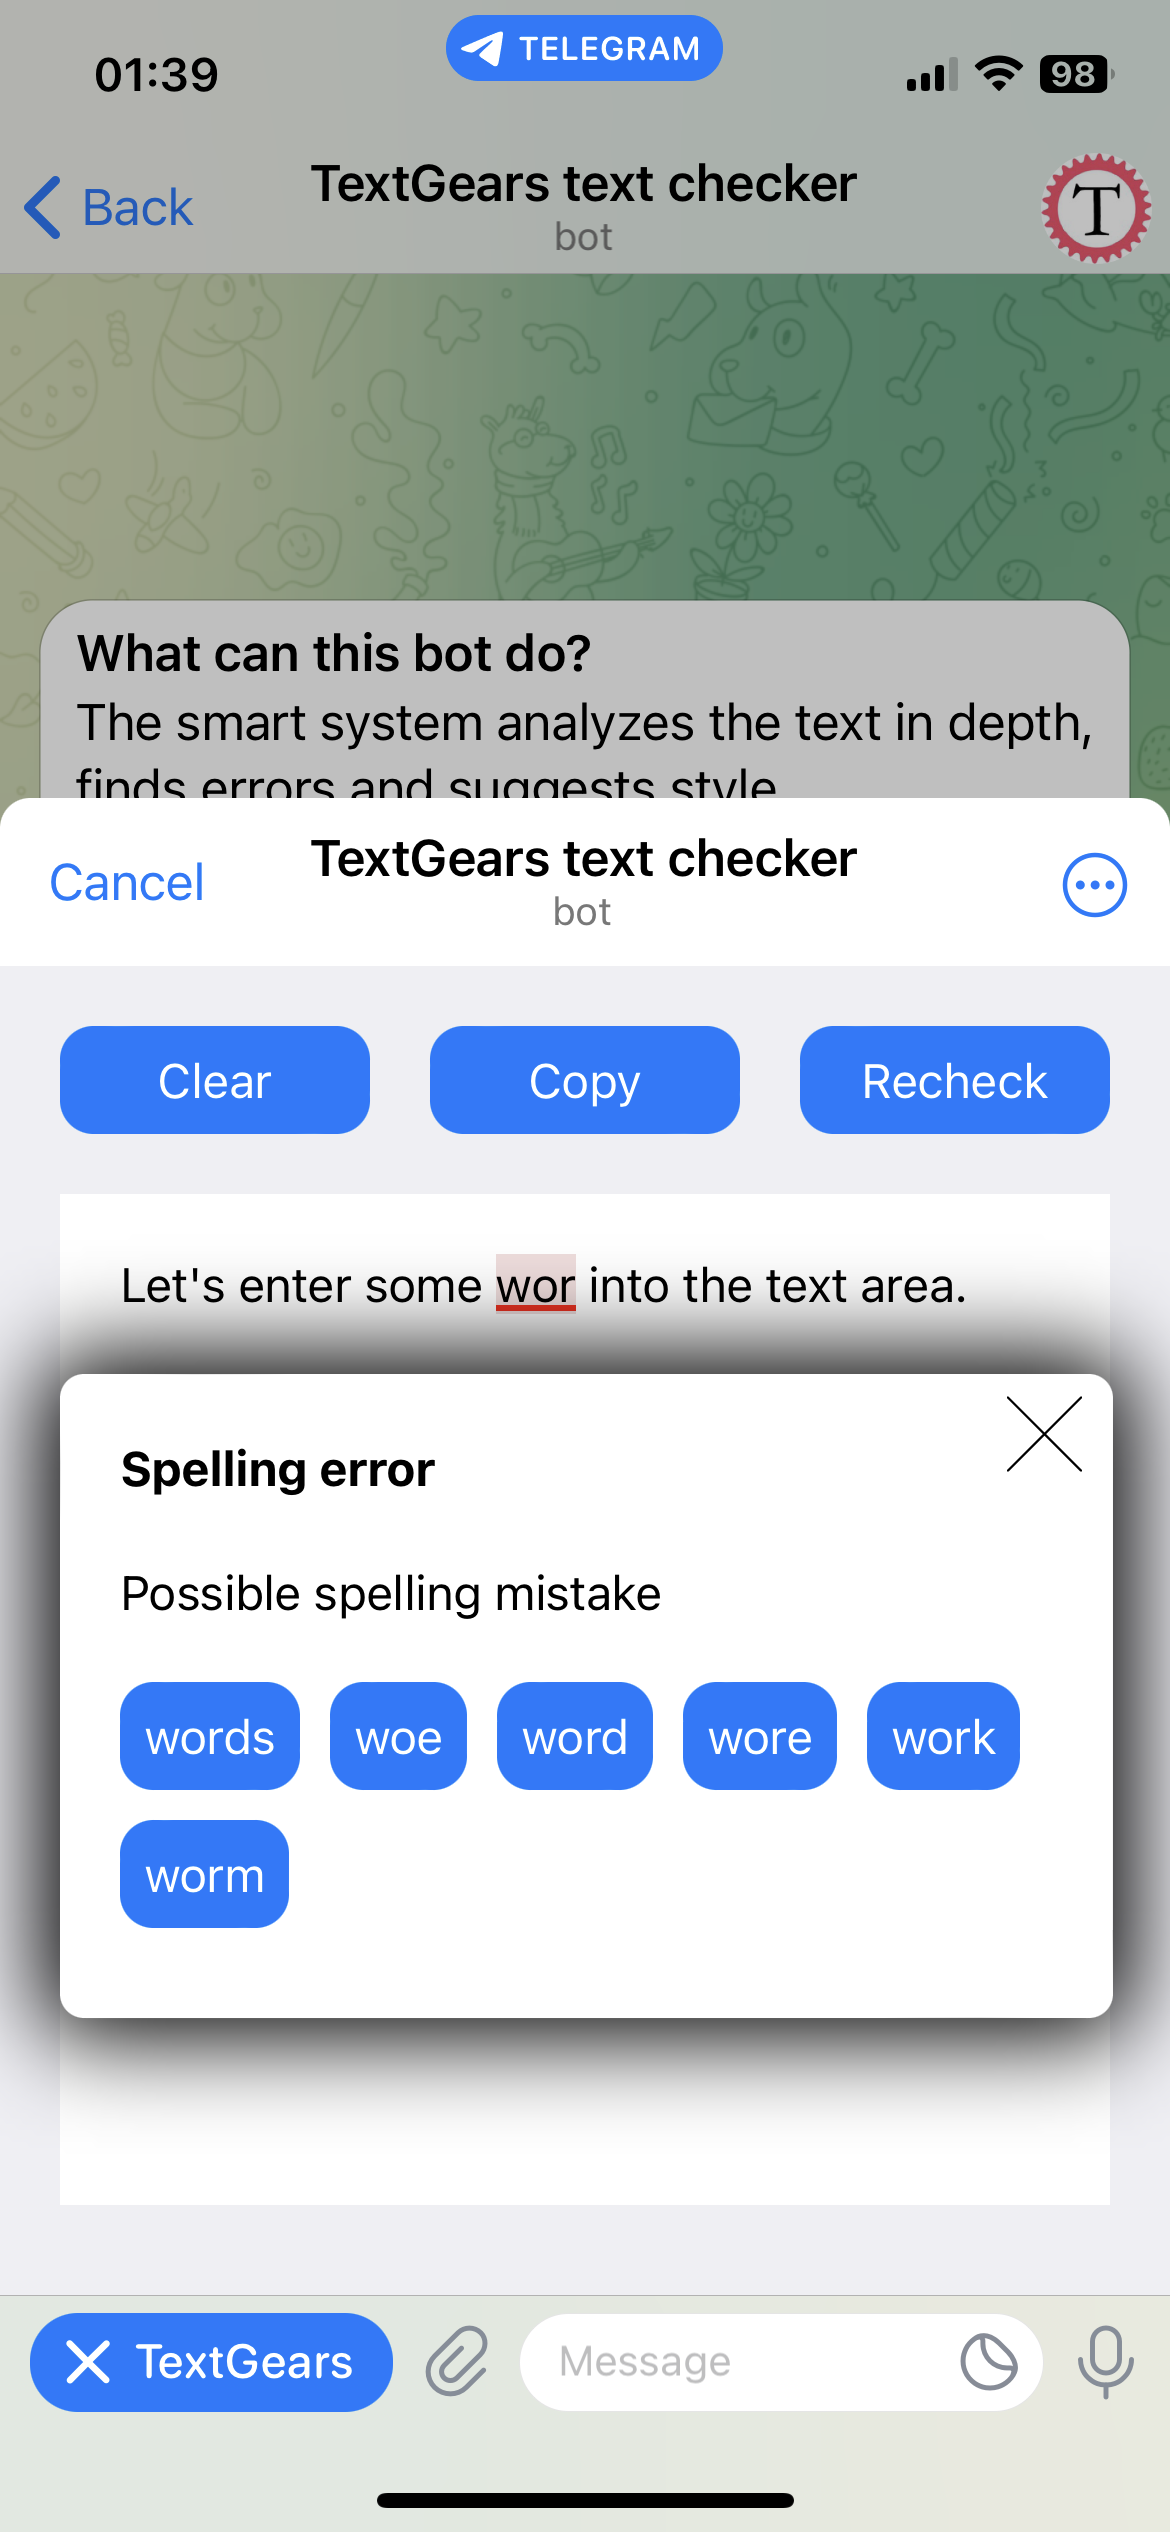 01:39
TELEGRAM
98
Back
TextGears text checker
bot
T
What can this bot do?
The smart system analyzes the text in depth,
finds errors and suggests style
Cancel
TextGears text checker
bot
Clear
Copy
Recheck
Let's enter some wor into the text area.
Spelling error
Possible spelling mistake
words
woe
word
wore
work
worm
TextGears
Message